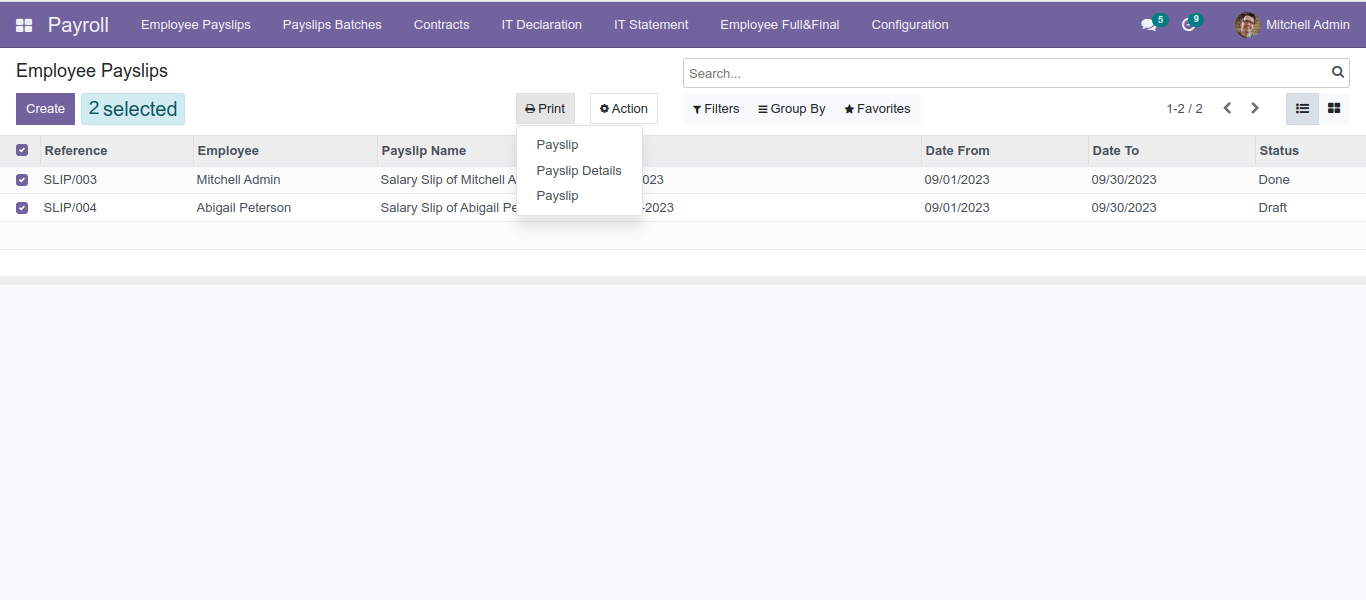 Payroll Employee Payslips Payslips Batches Contracts IT Declaration IT Statement Employee Full&Final Configuration 5 9 Mitchell Admin
Employee Payslips
Search...
Create 2 selected Print Action Filters Group By Favorites 1-2 / 2
Payslip
Payslip Details
Payslip
Reference Employee Payslip Name Date From Date To Status
SLIP/003 Mitchell Admin Salary Slip of Mitchell A 023 09/01/2023 09/30/2023 Done
SLIP/004 Abigail Peterson Salary Slip of Abigail Pe -2023 09/01/2023 09/30/2023 Draft